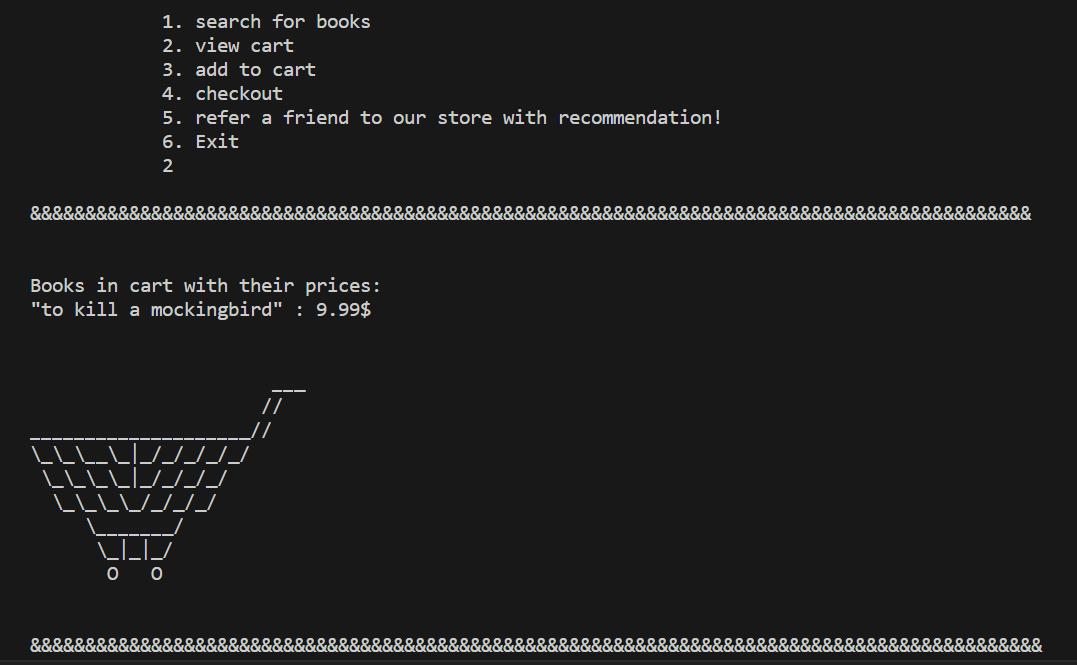 1. search for books
2. view cart
3. add to cart
4. checkout
5. refer a friend to our store with recommendation!
6. Exit
2
&&&&&&&&&&&&&&&&&&&&&&&&&&&&&&&&&&&&&&&&&&&&&&&&&&&&&&&&&&&&&&&&&&&&&&&&&&&&&&&&&&&&&&&&&&&
Books in cart with their prices:
"to kill a mockingbird" : 9.99$
                      ___
                     //
____________________//
\_\_\__\_|_/_/_/_/_/
 \_\_\_\_|_/_/_/_/
  \_\_\_\_/_/_/_/
     \_______/
      \_|_|_/
       O   O
&&&&&&&&&&&&&&&&&&&&&&&&&&&&&&&&&&&&&&&&&&&&&&&&&&&&&&&&&&&&&&&&&&&&&&&&&&&&&&&&&&&&&&&&&&&&